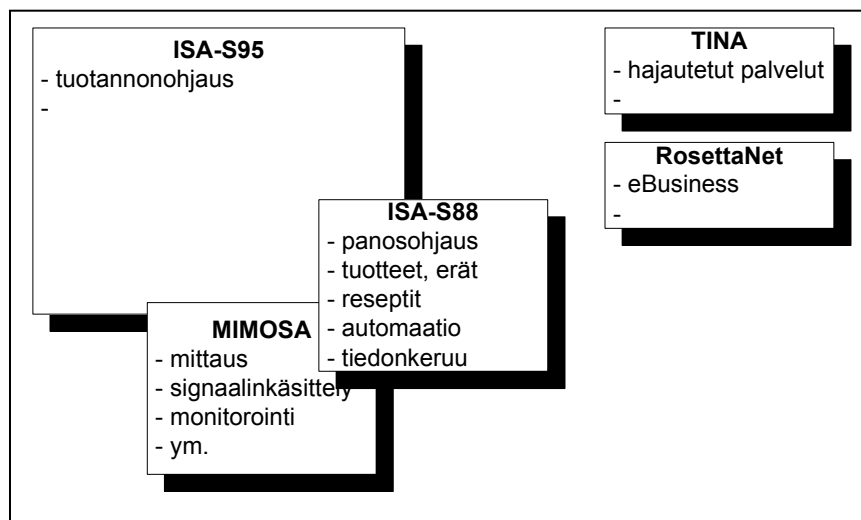 ISA-S95
- tuotannonohjaus
-
TINA
- hajautetut palvelut
-
RosettaNet
- eBusiness
-
ISA-S88
- panosohjaus
- tuotteet, erät
- reseptit
- automaatio
- tiedonkeruu
MIMOSA
- mittaus
- signaalinkäsittely
- monitorointi
- ym.